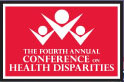 THE FOURTH ANNUAL
CONFERENCE ON
HEALTH DISPARITIES